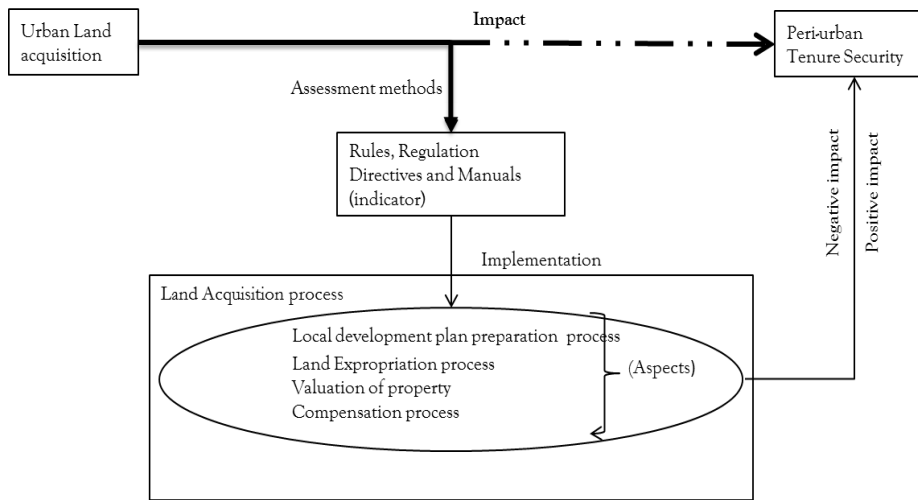 Impact
Urban Land
acquisition
Peri-urban
Tenure Security
Assessment methods
Rules, Regulation
Directives and Manuals
(indicator)
Negative impact
Positive impact
Implementation
Land Acquisition process
Local development plan preparation process
Land Expropriation process
(Aspects)
Valuation of property
Compensation process